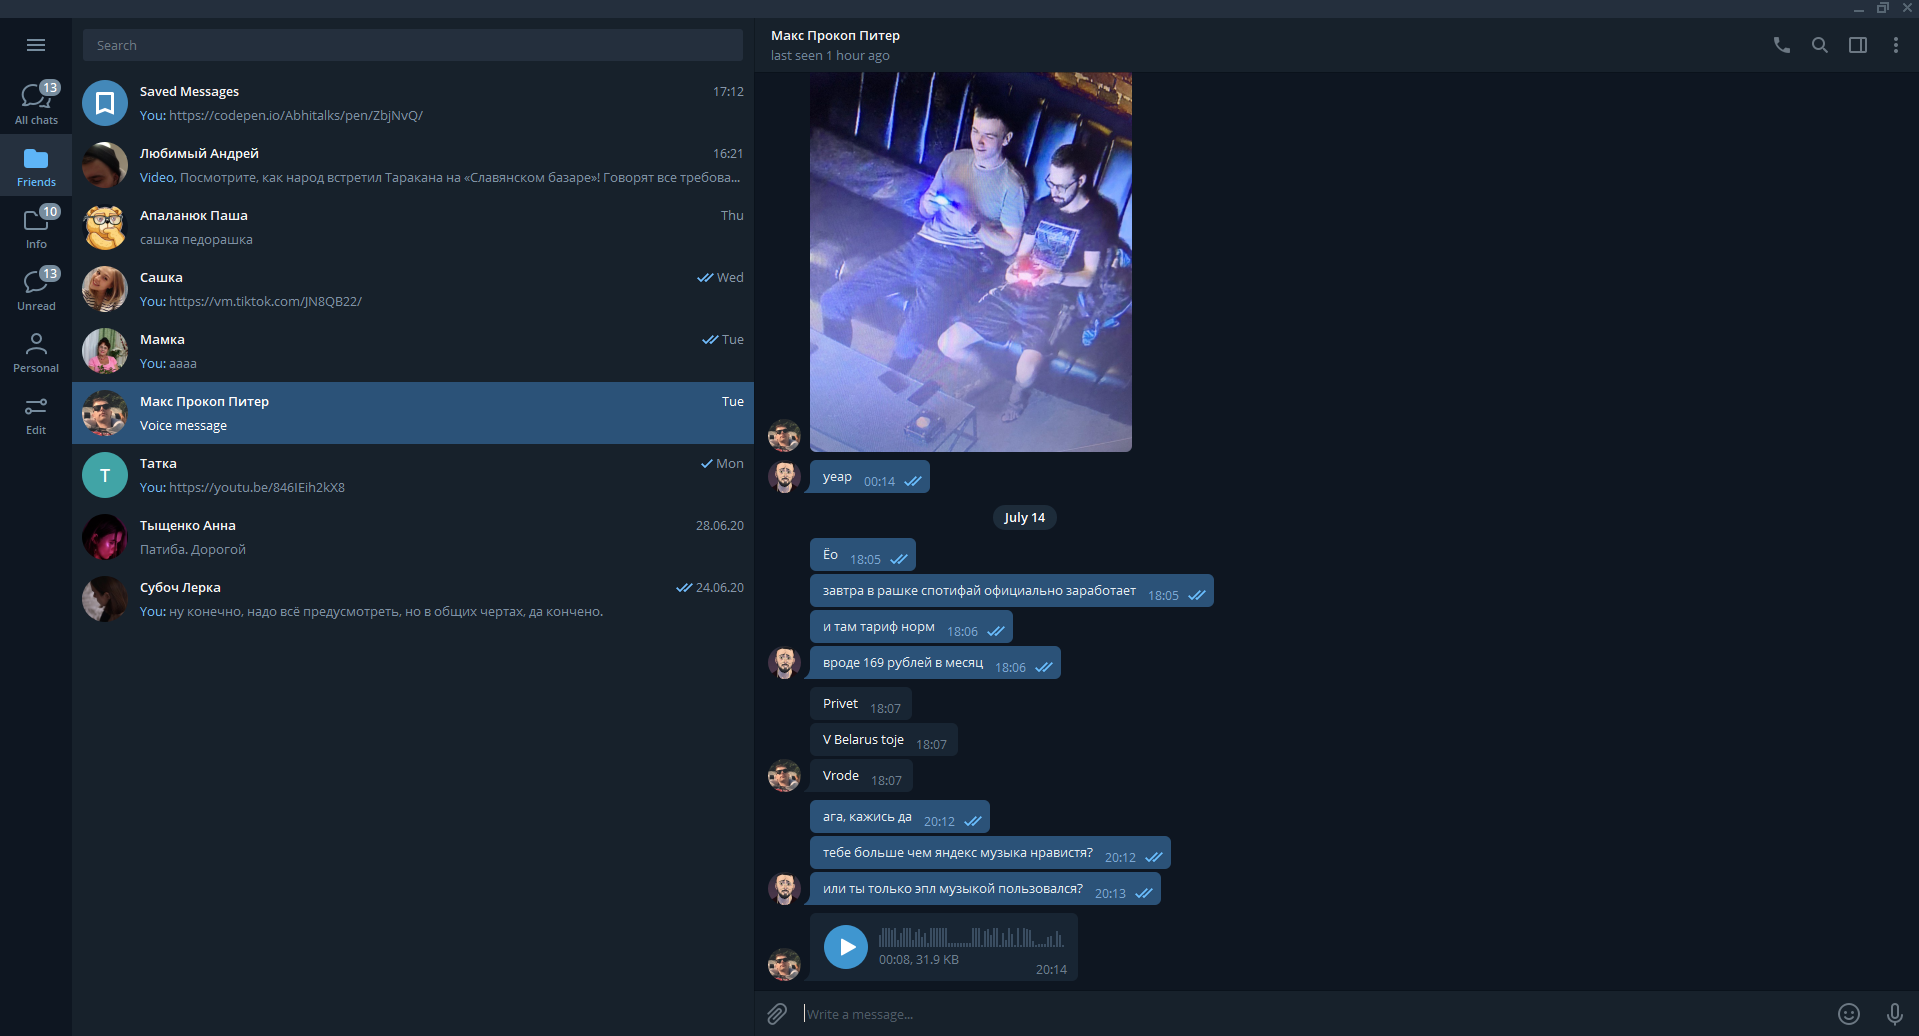 Search
13
All chats
Friends
10
Info
13
Unread
Personal
Edit
Saved Messages 17:12
You: https://codepen.io/Abhitalks/pen/ZbjNvQ/
Любимый Андрей 16:21
Video, Посмотрите, как народ встретил Таракана на «Славянском базаре»! Говорят все требова...
Апаланюк Паша Thu
сашка педорашка
Сашка Wed
You: https://vm.tiktok.com/JN8QB22/
Мамка Tue
You: аааа
Макс Прокоп Питер Tue
Voice message
T
Татка Mon
You: https://youtu.be/846IEih2kX8
Тыщенко Анна 28.06.20
Патиба. Дорогой
Субоч Лерка 24.06.20
You: ну конечно, надо всё предусмотреть, но в общих чертах, да кончено.
Макс Прокоп Питер
last seen 1 hour ago
yeap 00:14
July 14
Ёо 18:05
завтра в рашке спотифай официально заработает 18:05
и там тариф норм 18:06
вроде 169 рублей в месяц 18:06
Privet 18:07
V Belarus toje 18:07
Vrode 18:07
ага, кажись да 20:12
тебе больше чем яндекс музыка нравистя? 20:12
или ты только эпл музыкой пользовался? 20:13
00:08, 31.9 KB
20:14
Write a message...